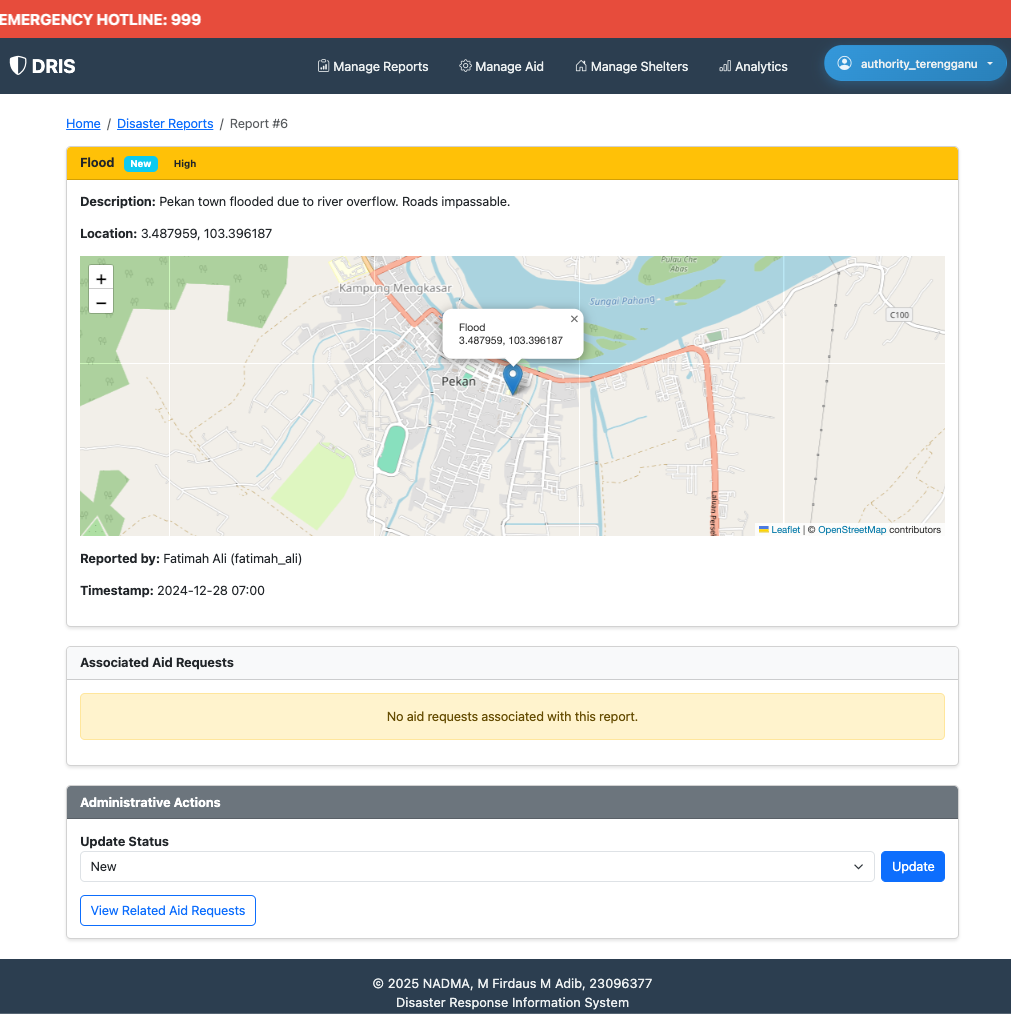 EMERGENCY HOTLINE: 999
DRIS
Manage Reports
Manage Aid
Manage Shelters
Analytics
authority_terengganu
Home / Disaster Reports / Report #6
Flood New High
Description: Pekan town flooded due to river overflow. Roads impassable.
Location: 3.487959, 103.396187
+
−
Pulau Che
Abas
Kampung Mengkasar
Sungai Pahang
C100
Flood
3.487959, 103.396187
×
Pekan
Laluan Persek
Leaflet | © OpenStreetMap contributors
Reported by: Fatimah Ali (fatimah_ali)
Timestamp: 2024-12-28 07:00
Associated Aid Requests
No aid requests associated with this report.
Administrative Actions
Update Status
New
Update
View Related Aid Requests
© 2025 NADMA, M Firdaus M Adib, 23096377
Disaster Response Information System